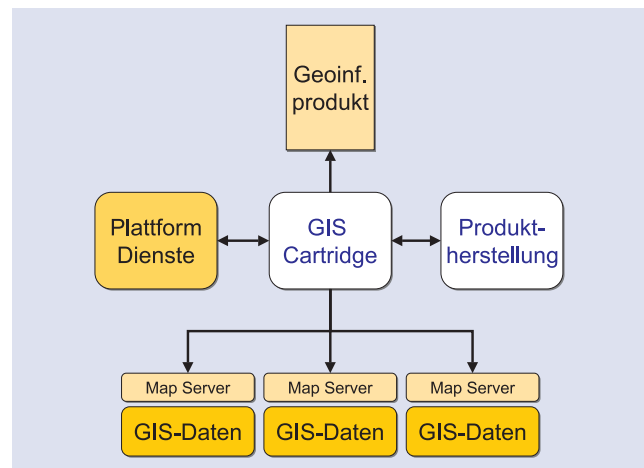 Geoinf.
produkt
Plattform
Dienste
GIS
Cartridge
Produkt-
herstellung
Map Server
Map Server
Map Server
GIS-Daten
GIS-Daten
GIS-Daten